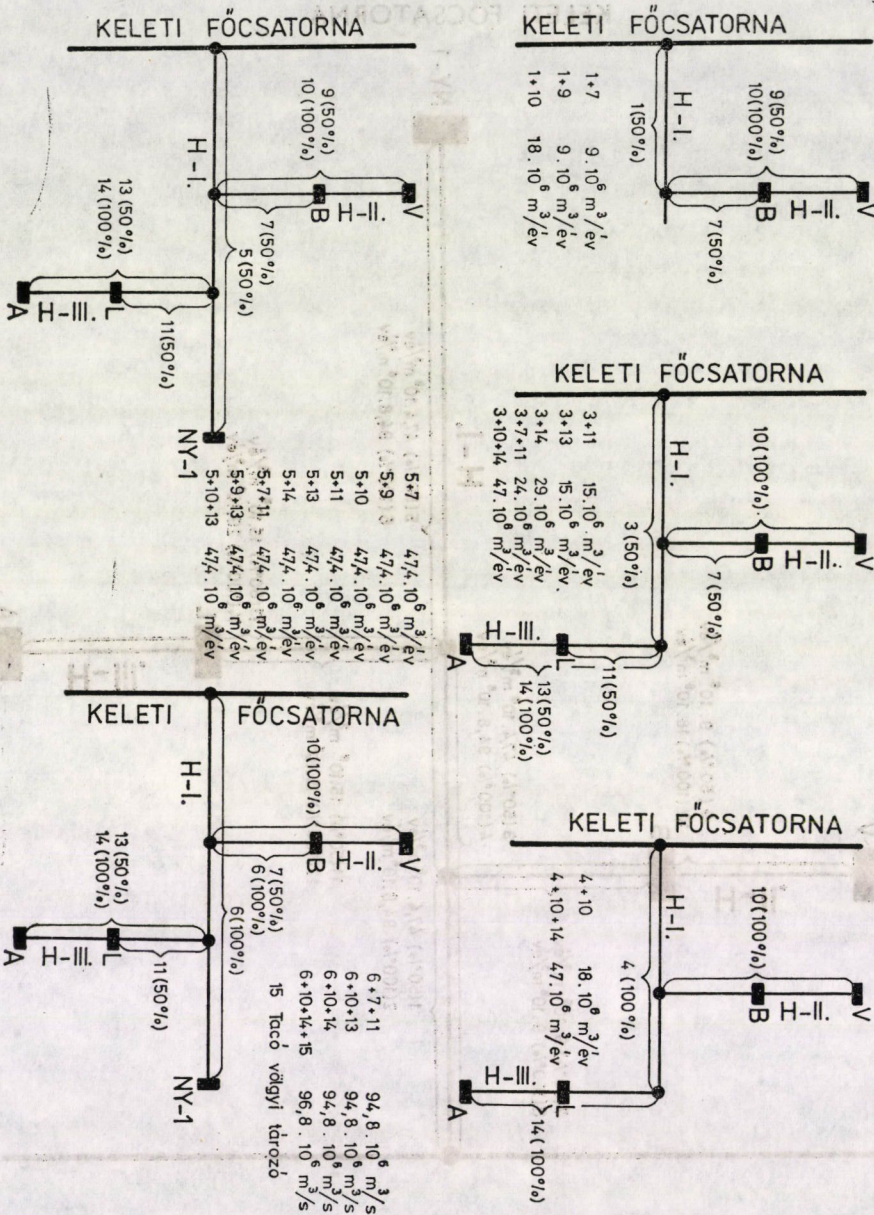 KELETI FŐCSATORNA
H-I.
1(50%)
9(50%)
10(100%)
7(50%)
B
H-II.
V
1+7 9.10⁶ m³/év
1+9 9.10⁶ m³/év
1+10 18.10⁶ m³/év
KELETI FŐCSATORNA
H-I.
3(50%)
10(100%)
7(50%)
B
H-II.
V
11(50%)
L
H-III.
A
13(50%)
14(100%)
3+11 15.10⁶ m³/év
3+13 15.10⁶ m³/év.
3+14 29.10⁶ m³/év
3+7+11 24.10⁶ m³/év
3+10+14 47.10⁶ m³/év
KELETI FŐCSATORNA
H-I.
4(100%)
10(100%)
B
H-II.
V
L
H-III.
A
14(100%)
4+10 18.10⁶ m³/év
4+10+14 47.10⁶ m³/év
KELETI FŐCSATORNA
H-I.
9(50%)
10(100%)
7(50%)
5(50%)
B
H-II.
V
13(50%)
14(100%)
11(50%)
L
H-III.
A
NY-1
5+7 47,4.10⁶ m³/év
5+9 47,4.10⁶ m³/év
5+10 47,4.10⁶ m³/év
5+11 47,4.10⁶ m³/év
5+13 47,4.10⁶ m³/év
5+14 47,4.10⁶ m³/év
5+7+11 47,4.10⁶ m³/év
5+9+13 47,4.10⁶ m³/év
5+10+13 47,4.10⁶ m³/év
KELETI FŐCSATORNA
H-I.
10(100%)
7(50%)
6(100%)
6(100%)
B
H-II.
V
13(50%)
14(100%)
11(50%)
L
H-III.
A
NY-1
6+7+11 94,8.10⁶ m³/s
6+10+13 94,8.10⁶ m³/s
6+10+14 94,8.10⁶ m³/s
6+10+14+15 96,8.10⁶ m³/s
15 Tacó völgyi tározó